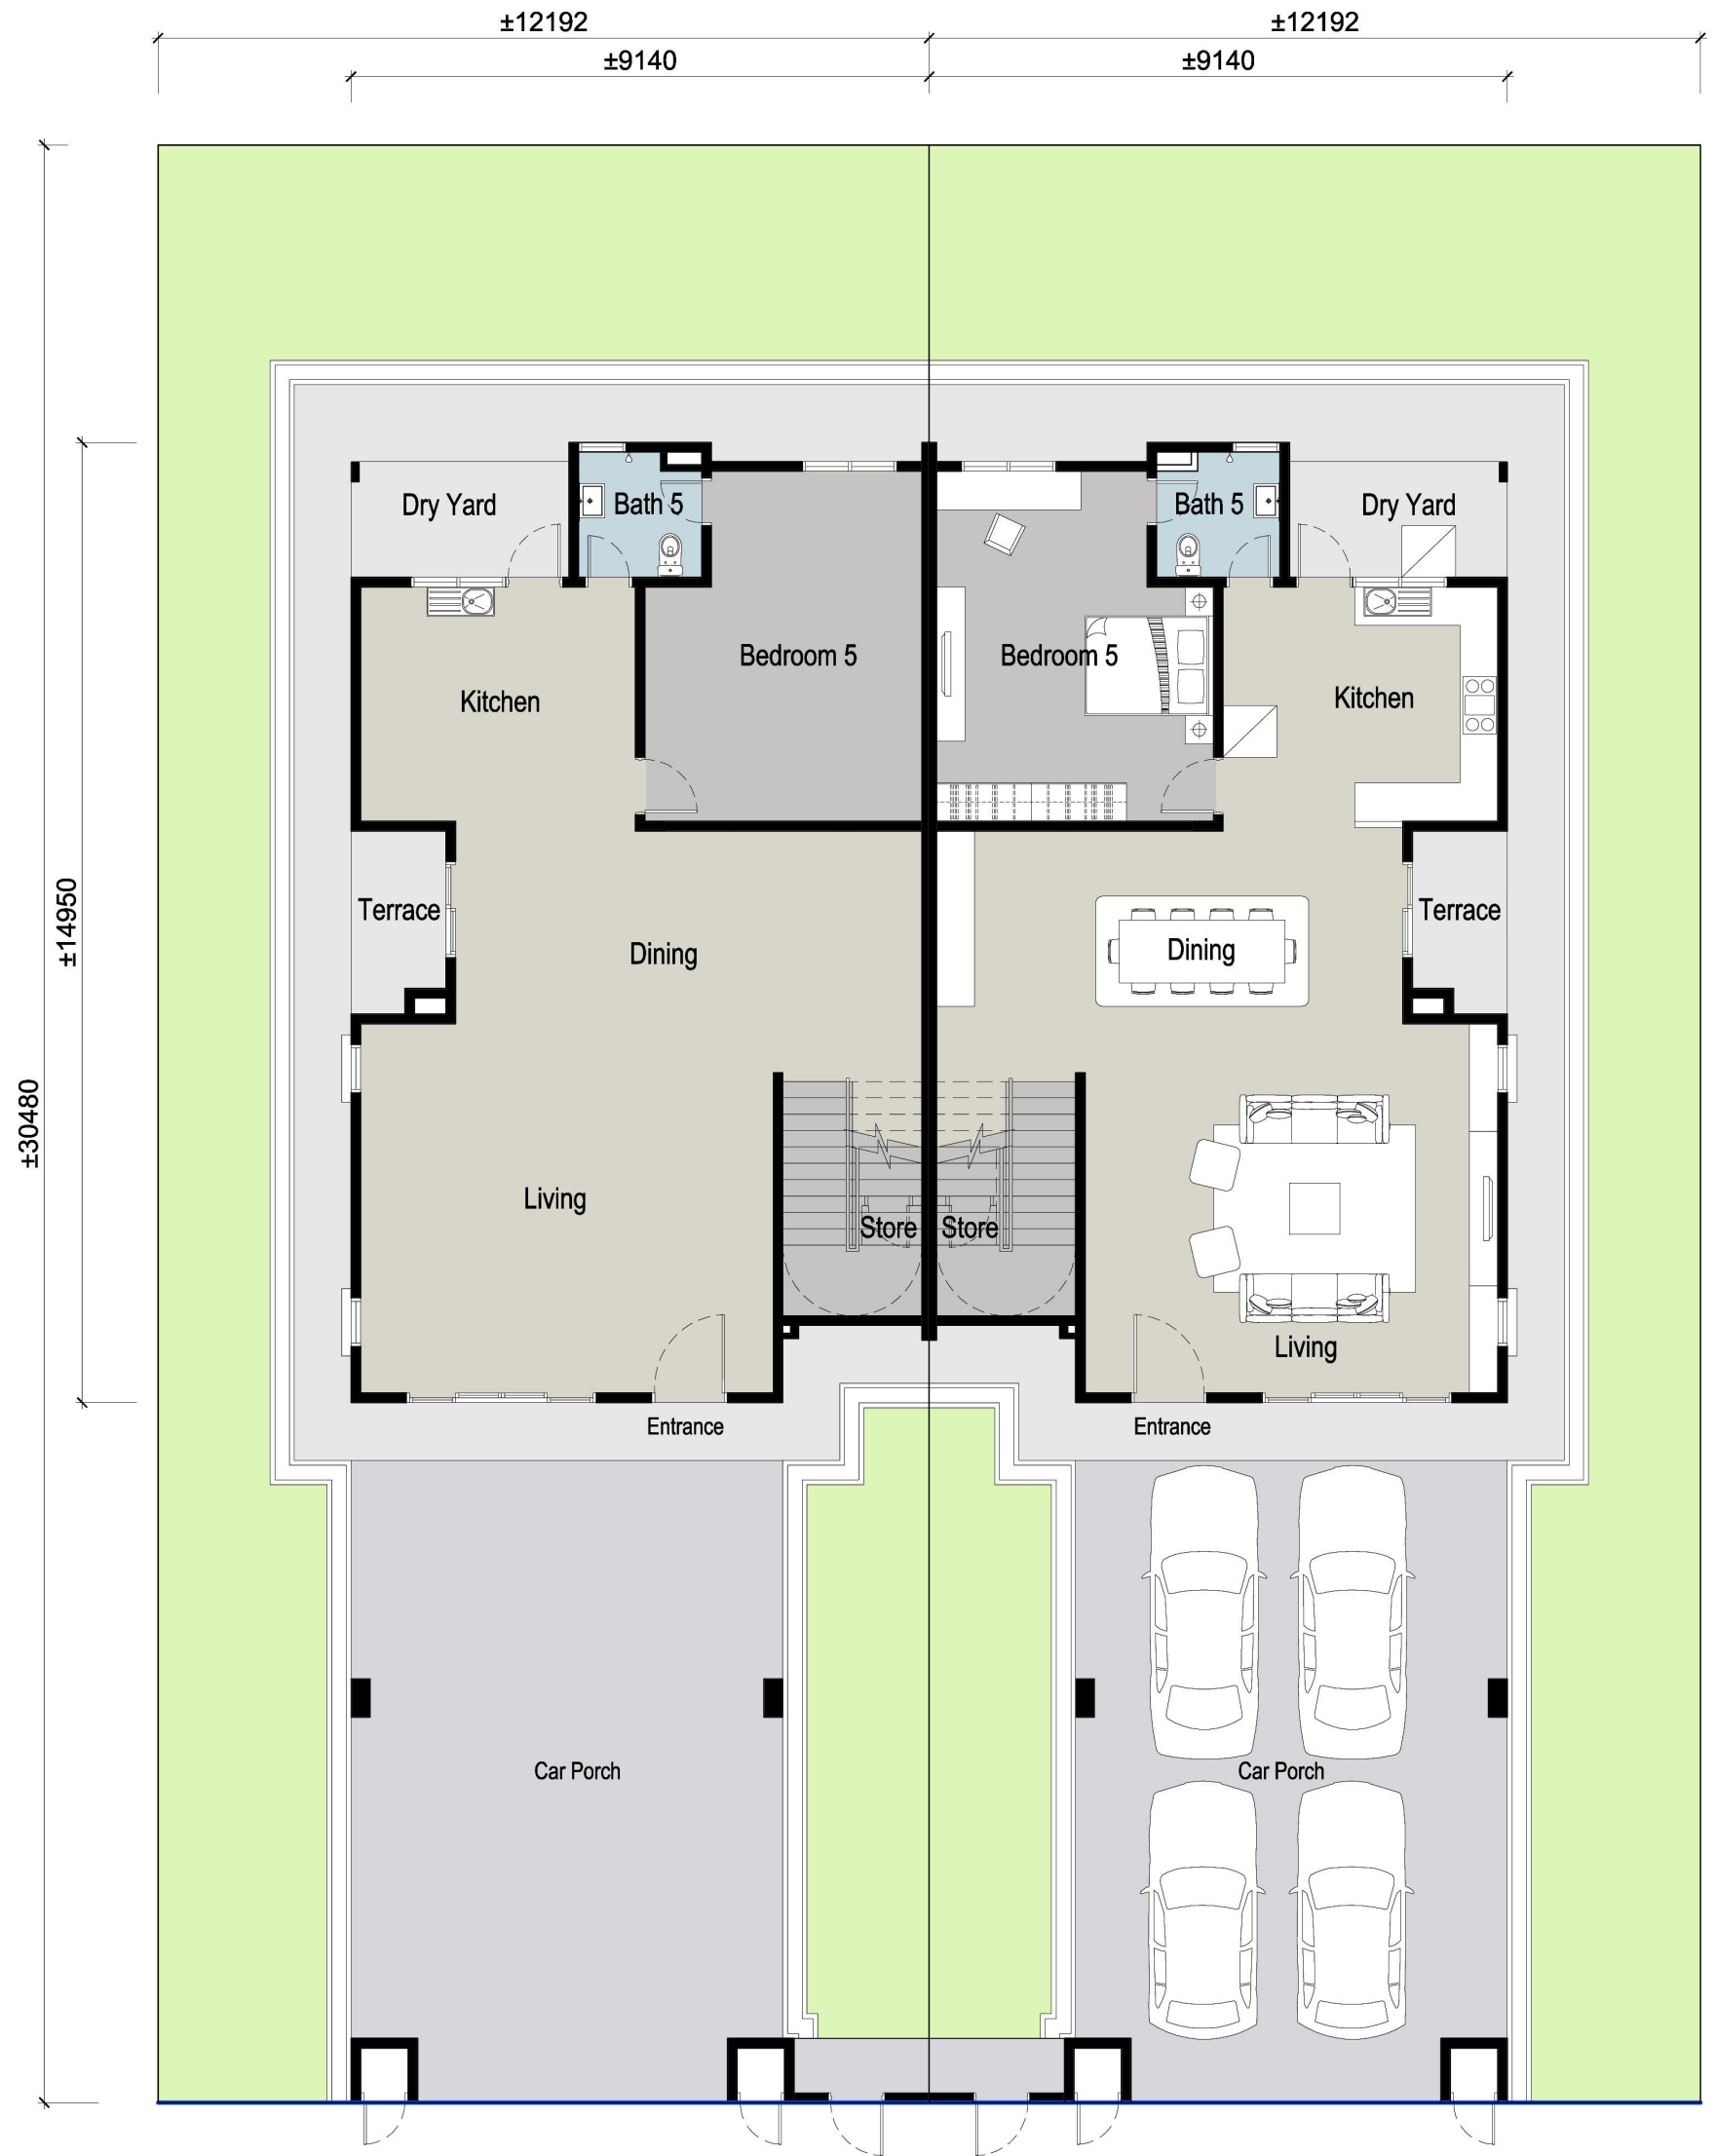 ±12192
±12192
±9140
±9140
Dry Yard
Bath 5
Bath 5
Dry Yard
Bedroom 5
Bedroom 5
Kitchen
Kitchen
±14950
±30480
Terrace
Dining
Dining
Terrace
Living
Store
Store
Living
Entrance
Entrance
Car Porch
Car Porch